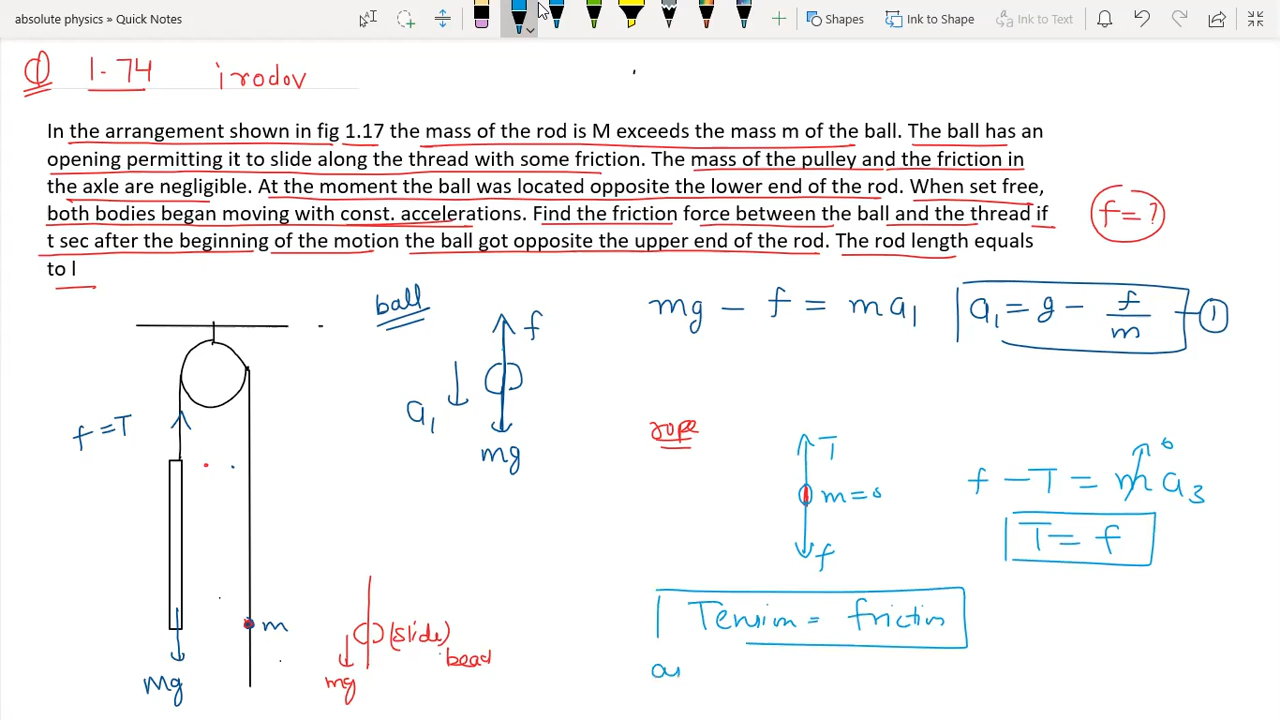 absolute physics » Quick Notes
Shapes
Ink to Shape
Ink to Text
Q 1.74 irodov
In the arrangement shown in fig 1.17 the mass of the rod is M exceeds the mass m of the ball. The ball has an
opening permitting it to slide along the thread with some friction. The mass of the pulley and the friction in
the axle are negligible. At the moment the ball was located opposite the lower end of the rod. When set free,
both bodies began moving with const. accelerations. Find the friction force between the ball and the thread if
t sec after the beginning of the motion the ball got opposite the upper end of the rod. The rod length equals
to l
f = ?
ball
f
a₁
mg
mg - f = ma₁
a₁ = g - f/m
1
f = T
m
Mg
(slide)
bead
mg
rope
T
m = 0
f
f - T = m a₃
0
T = f
Tension = friction